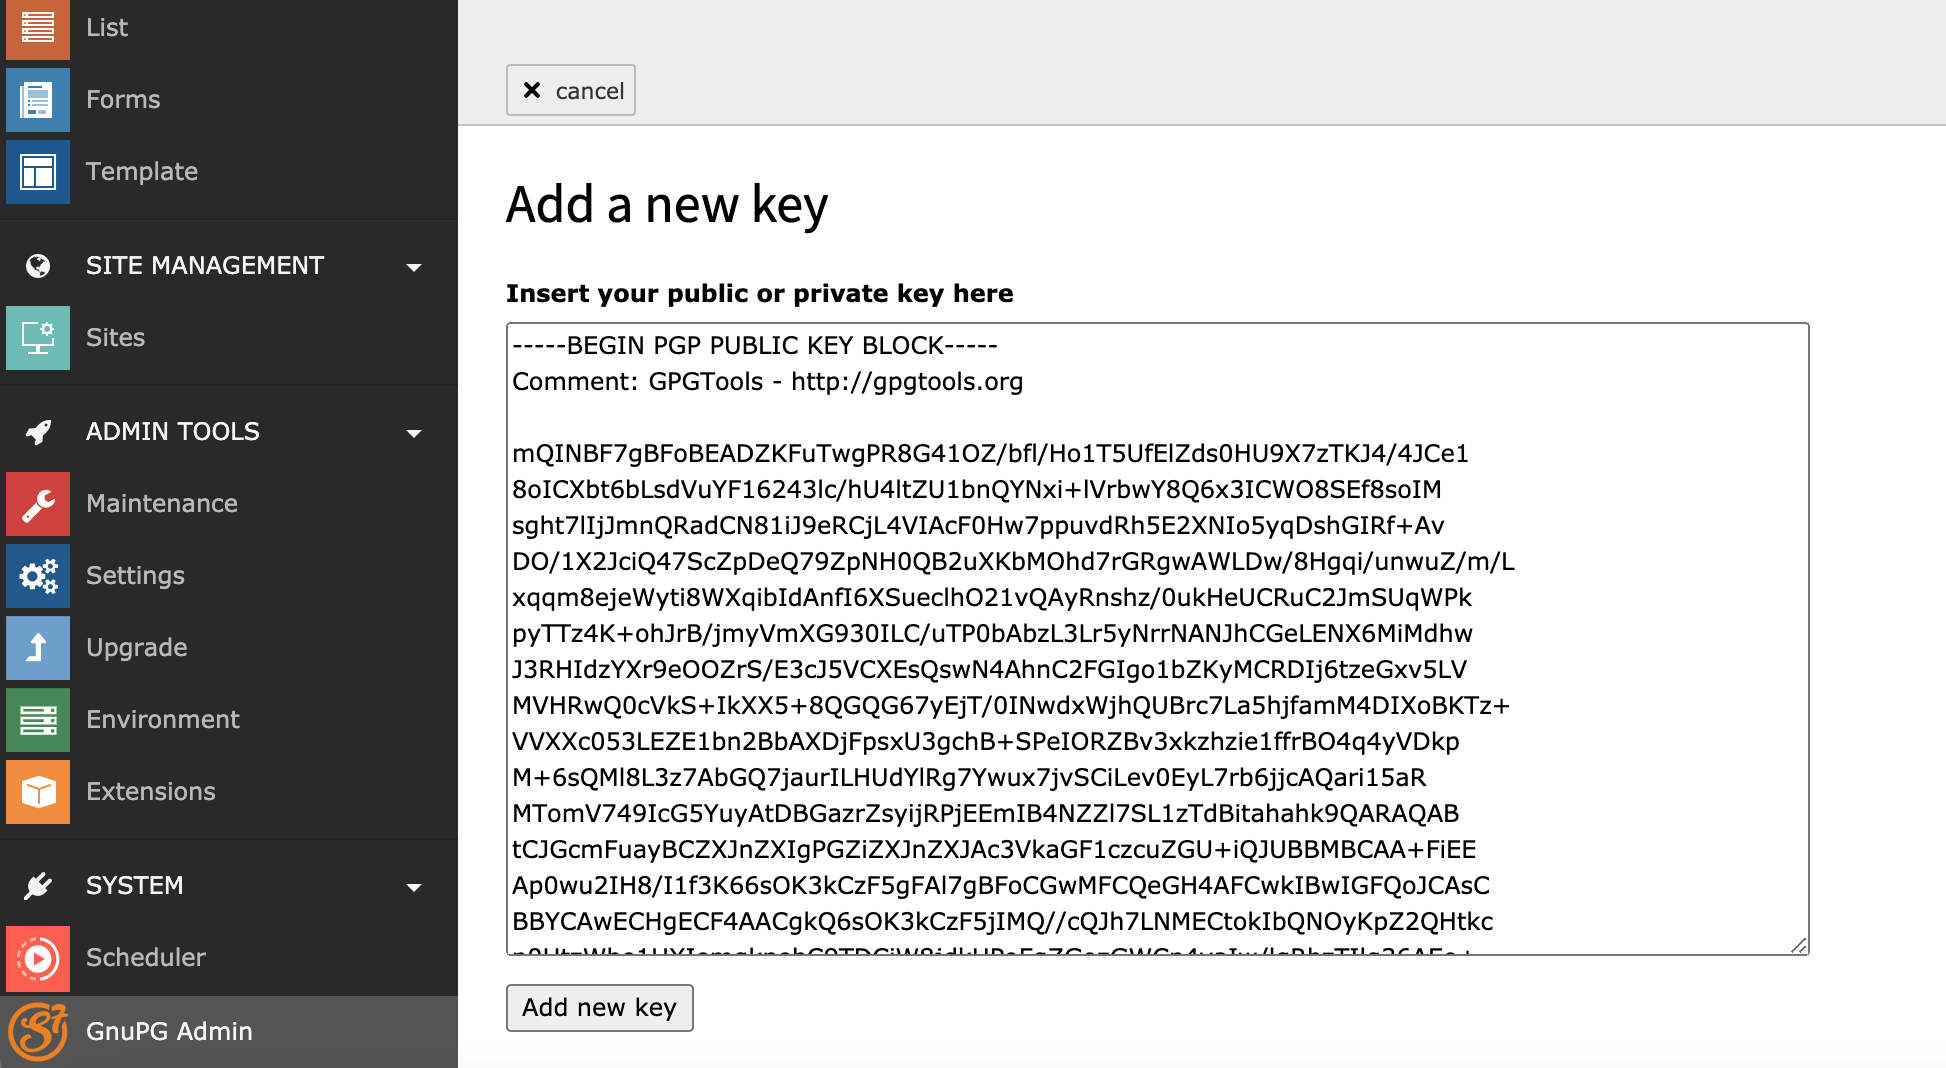 List
Forms
Template
SITE MANAGEMENT
Sites
ADMIN TOOLS
Maintenance
Settings
Upgrade
Environment
Extensions
SYSTEM
Scheduler
GnuPG Admin
cancel
Add a new key
Insert your public or private key here
-----BEGIN PGP PUBLIC KEY BLOCK-----
Comment: GPGTools - http://gpgtools.org
mQINBF7gBFoBEADZKFuTwgPR8G41OZ/bfl/Ho1T5UfElZds0HU9X7zTKJ4/4JCe1
8oICXbt6bLsdVuYF16243lc/hU4ltZU1bnQYNxi+lVrbwY8Q6x3ICWO8SEf8soIM
sght7lIjJmnQRadCN81iJ9eRCjL4VIAcF0Hw7ppuvdRh5E2XNIo5yqDshGIRf+Av
DO/1X2JciQ47ScZpDeQ79ZpNH0QB2uXKbMOhd7rGRgwAWLDw/8Hgqi/unwuZ/m/L
xqqm8ejeWyti8WXqibIdAnfI6XSueclhO21vQAyRnshz/0ukHeUCRuC2JmSUqWPk
pyTTz4K+ohJrB/jmyVmXG930ILC/uTP0bAbzL3Lr5yNrrNANJhCGeLENX6MiMdhw
J3RHIdzYXr9eOOZrS/E3cJ5VCXEsQswN4AhnC2FGIgo1bZKyMCRDIj6tzeGxv5LV
MVHRwQ0cVkS+IkXX5+8QGQG67yEjT/0INwdxWjhQUBrc7La5hjfamM4DIXoBKTz+
VVXXc053LEZE1bn2BbAXDjFpsxU3gchB+SPeIORZBv3xkzhzie1ffrBO4q4yVDkp
M+6sQMl8L3z7AbGQ7jaurILHUdYlRg7Ywux7jvSCiLev0EyL7rb6jjcAQari15aR
MTomV749IcG5YuyAtDBGazrZsyijRPjEEmIB4NZZl7SL1zTdBitahahk9QARAQAB
tCJGcmFuayBCZXJnZXIgPGZiZXJnZXJAc3VkaGF1czcuZGU+iQJUBBMBCAA+FiEE
Ap0wu2IH8/I1f3K66sOK3kCzF5gFAl7gBFoCGwMFCQeGH4AFCwkIBwIGFQoJCAsC
BBYCAwECHgECF4AACgkQ6sOK3kCzF5jIMQ//cQJh7LNMECtokIbQNOyKpZ2QHtkc
Add new key